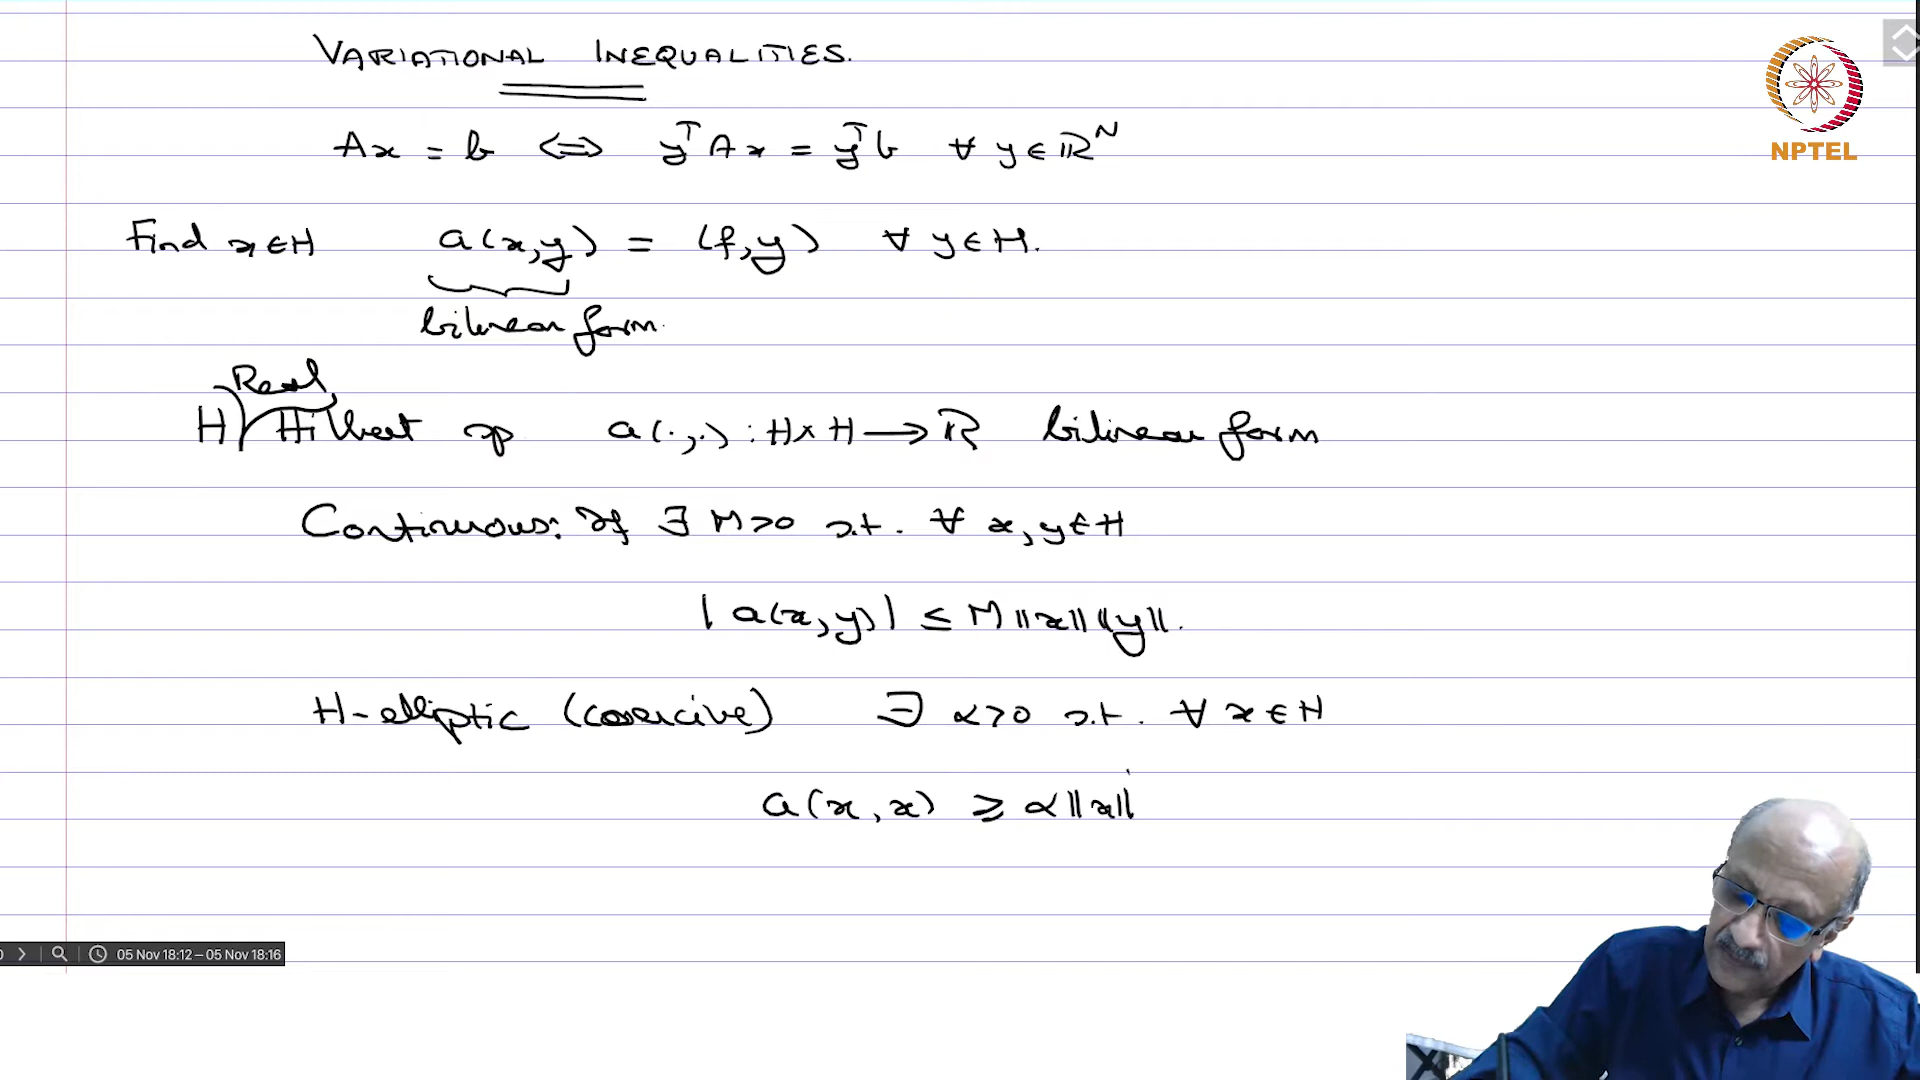 VARIATIONAL INEQUALITIES.
NPTEL
Ax = b ⟺ yᵀAx = yᵀb ∀ y ∈ ℝᴺ
Find x∈H a(x,y) = (f,y) ∀ y∈H.
bilinear form.
Real
H Hilbert sp a(·,·) : H×H → ℝ bilinear form
Continuous: If ∃ M>0 s.t. ∀ x,y∈H
|a(x,y)| ≤ M ||x|| ||y||.
H-elliptic (coercive) ∃ α>0 s.t. ∀ x∈H
a(x,x) ≥ α||x||
05 Nov 18:12 – 05 Nov 18:16